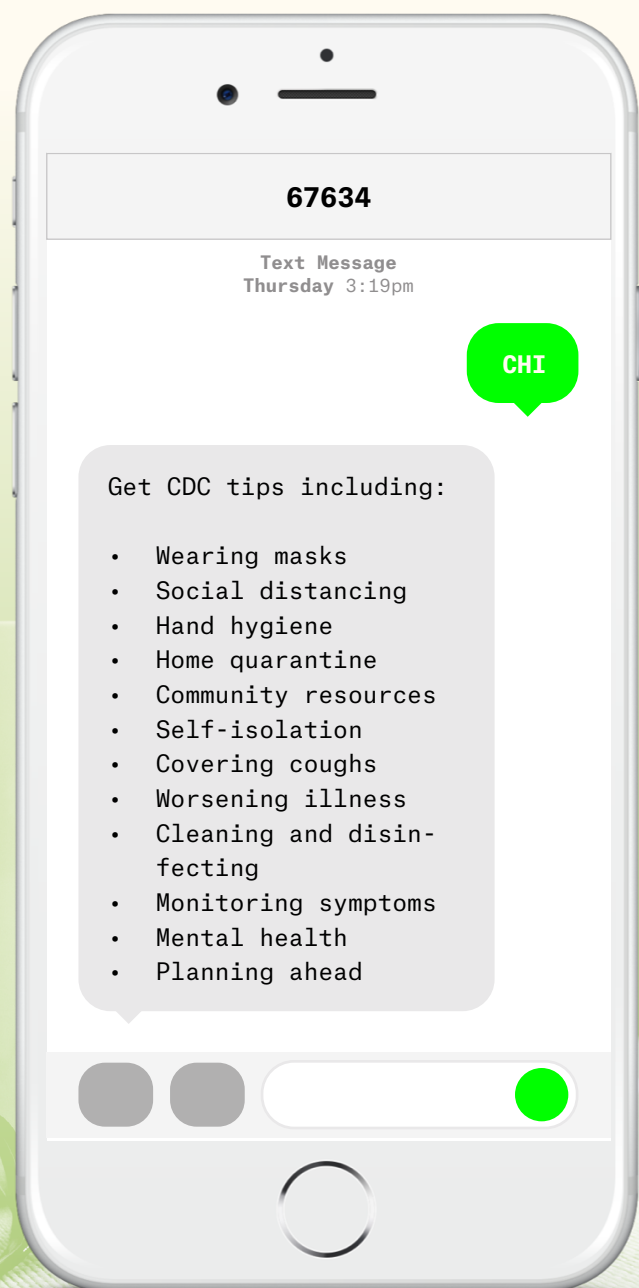 67634
Text Message
Thursday 3:19pm
CHI
Get CDC tips including:
• Wearing masks
• Social distancing
• Hand hygiene
• Home quarantine
• Community resources
• Self-isolation
• Covering coughs
• Worsening illness
• Cleaning and disin-
fecting
• Monitoring symptoms
• Mental health
• Planning ahead